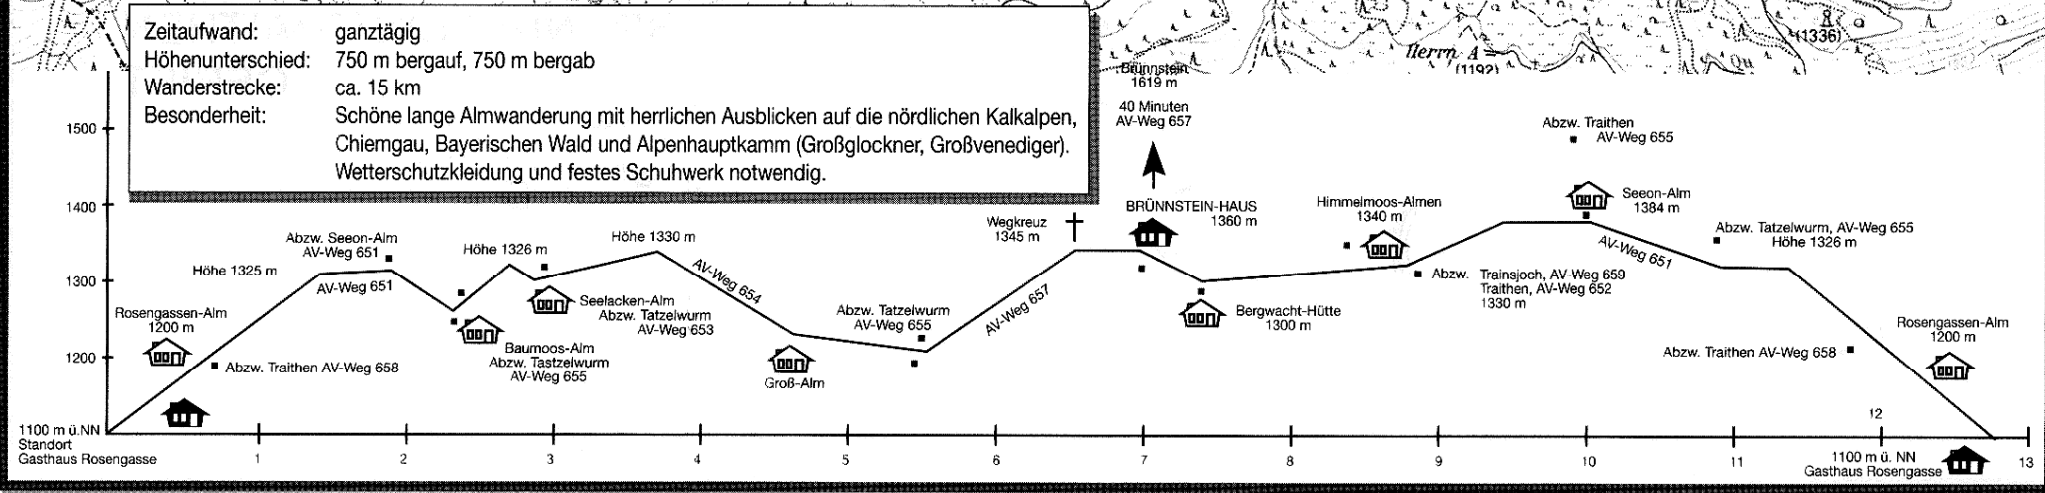 Zeitaufwand: ganztägig
Höhenunterschied: 750 m bergauf, 750 m bergab
Wanderstrecke: ca. 15 km
Besonderheit: Schöne lange Almwanderung mit herrlichen Ausblicken auf die nördlichen Kalkalpen,
Chiemgau, Bayerischen Wald und Alpenhauptkamm (Großglockner, Großvenediger).
Wetterschutzkleidung und festes Schuhwerk notwendig.
Herrn A
(1192)
(1336)
Brünnstein
1619 m
40 Minuten
AV-Weg 657
1500
1400
1300
1200
1100 m ü.NN
Standort
Gasthaus Rosengasse
Rosengassen-Alm
1200 m
Abzw. Traithen AV-Weg 658
Höhe 1325 m
Abzw. Seeon-Alm
AV-Weg 651
AV-Weg 651
Höhe 1326 m
Baumoos-Alm
Abzw. Tastzelwurm
AV-Weg 655
Seelacken-Alm
Abzw. Tatzelwurm
AV-Weg 653
Höhe 1330 m
AV-Weg 654
Groß-Alm
Abzw. Tatzelwurm
AV-Weg 655
AV-Weg 657
Wegkreuz
1345 m
BRÜNNSTEIN-HAUS
1360 m
Bergwacht-Hütte
1300 m
Himmelmoos-Almen
1340 m
Abzw. Trainsjoch, AV-Weg 659
Traithen, AV-Weg 652
1330 m
Abzw. Traithen
AV-Weg 655
Seeon-Alm
1384 m
AV-Weg 651
Abzw. Tatzelwurm, AV-Weg 655
Höhe 1326 m
Abzw. Traithen AV-Weg 658
Rosengassen-Alm
1200 m
1100 m ü. NN
Gasthaus Rosengasse
1 2 3 4 5 6 7 8 9 10 11 12 13